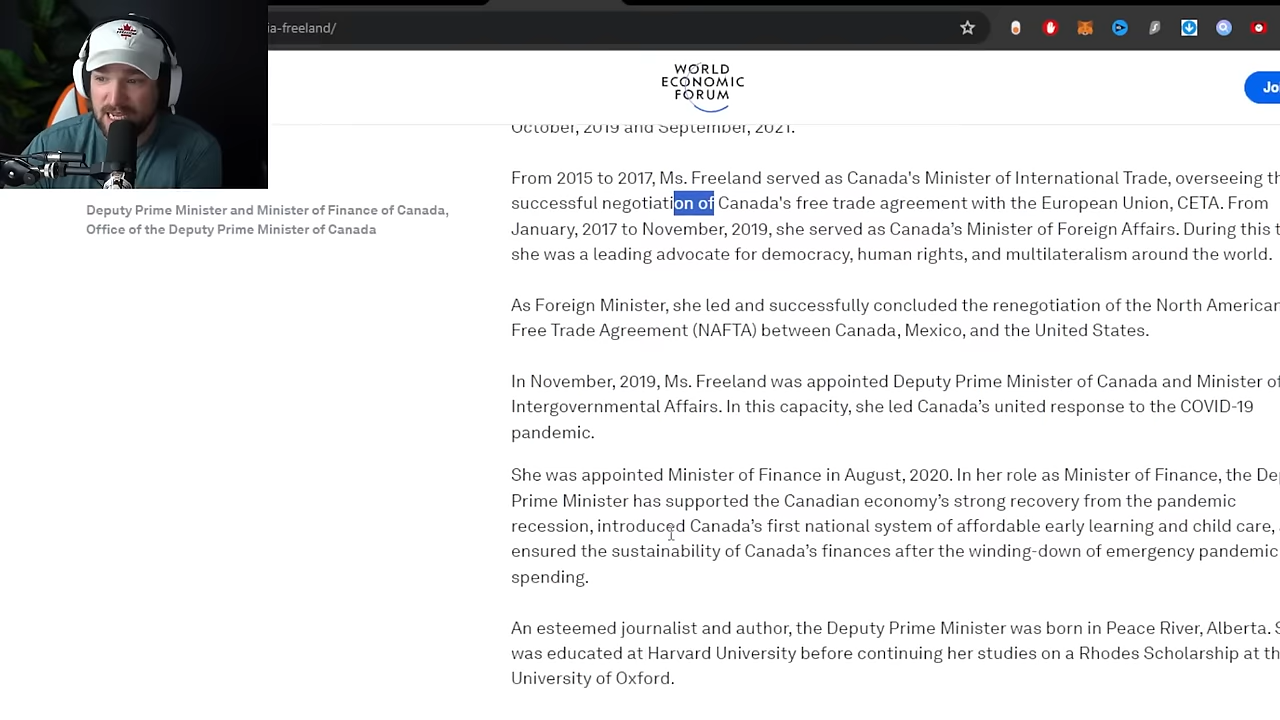 ia-freeland/
WORLD
ECONOMIC
FORUM
October, 2019 and September, 2021.
From 2015 to 2017, Ms. Freeland served as Canada's Minister of International Trade, overseeing
successful negotiation of Canada's free trade agreement with the European Union, CETA. From
January, 2017 to November, 2019, she served as Canada’s Minister of Foreign Affairs. During this
she was a leading advocate for democracy, human rights, and multilateralism around the world.
Deputy Prime Minister and Minister of Finance of Canada,
Office of the Deputy Prime Minister of Canada
As Foreign Minister, she led and successfully concluded the renegotiation of the North American
Free Trade Agreement (NAFTA) between Canada, Mexico, and the United States.
In November, 2019, Ms. Freeland was appointed Deputy Prime Minister of Canada and Minister of
Intergovernmental Affairs. In this capacity, she led Canada’s united response to the COVID-19
pandemic.
She was appointed Minister of Finance in August, 2020. In her role as Minister of Finance, the
Prime Minister has supported the Canadian economy’s strong recovery from the pandemic
recession, introduced Canada’s first national system of affordable early learning and child care,
ensured the sustainability of Canada’s finances after the winding-down of emergency pandemic
spending.
An esteemed journalist and author, the Deputy Prime Minister was born in Peace River, Alberta.
was educated at Harvard University before continuing her studies on a Rhodes Scholarship at
University of Oxford.